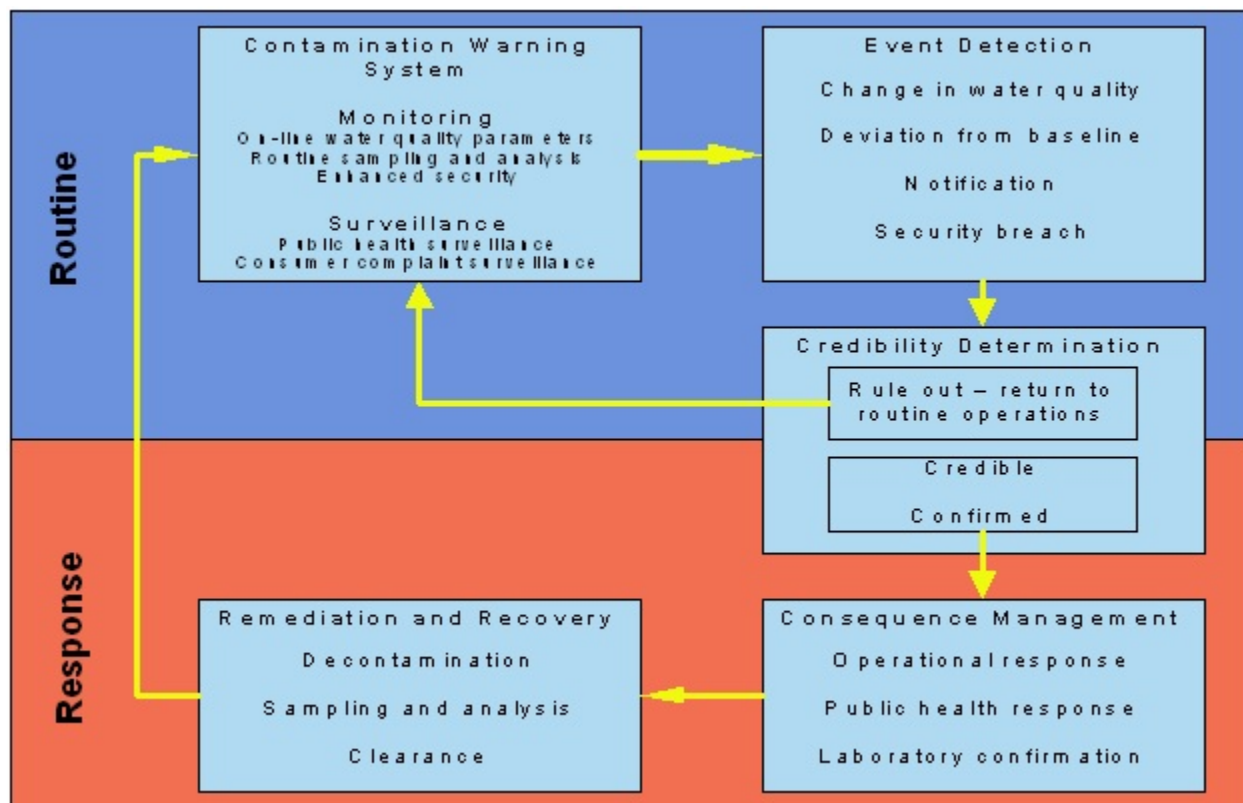 Routine
Contamination Warning
System
Monitoring
On-line water quality parameters
Routine sampling and analysis
Enhanced security
Surveillance
Public health surveillance
Consumer complaint surveillance
Event Detection
Change in water quality
Deviation from baseline
Notification
Security breach
Credibility Determination
Rule out – return to
routine operations
Credible
Confirmed
Response
Consequence Management
Operational response
Public health response
Laboratory confirmation
Remediation and Recovery
Decontamination
Sampling and analysis
Clearance